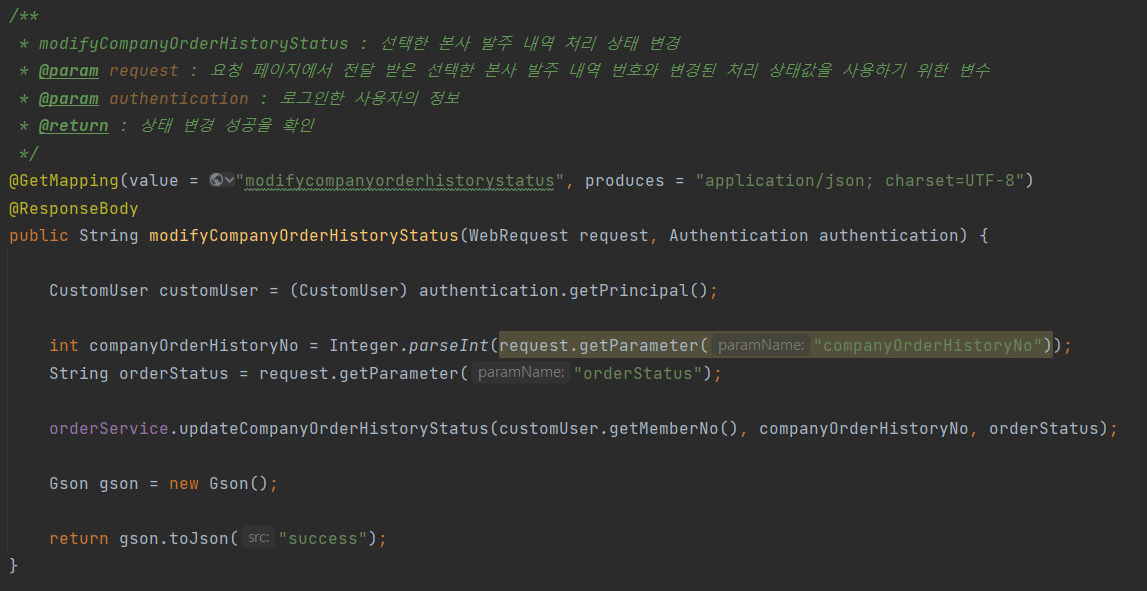 /**
* modifyCompanyOrderHistoryStatus : 선택한 본사 발주 내역 처리 상태 변경
* @param request : 요청 페이지에서 전달 받은 선택한 본사 발주 내역 번호와 변경된 처리 상태값을 사용하기 위한 변수
* @param authentication : 로그인한 사용자의 정보
* @return : 상태 변경 성공을 확인
*/
@GetMapping(value = "modifycompanyorderhistorystatus", produces = "application/json; charset=UTF-8")
@ResponseBody
public String modifyCompanyOrderHistoryStatus(WebRequest request, Authentication authentication) {
CustomUser customUser = (CustomUser) authentication.getPrincipal();
int companyOrderHistoryNo = Integer.parseInt(request.getParameter( paramName: "companyOrderHistoryNo"));
String orderStatus = request.getParameter( paramName: "orderStatus");
orderService.updateCompanyOrderHistoryStatus(customUser.getMemberNo(), companyOrderHistoryNo, orderStatus);
Gson gson = new Gson();
return gson.toJson( src: "success");
}